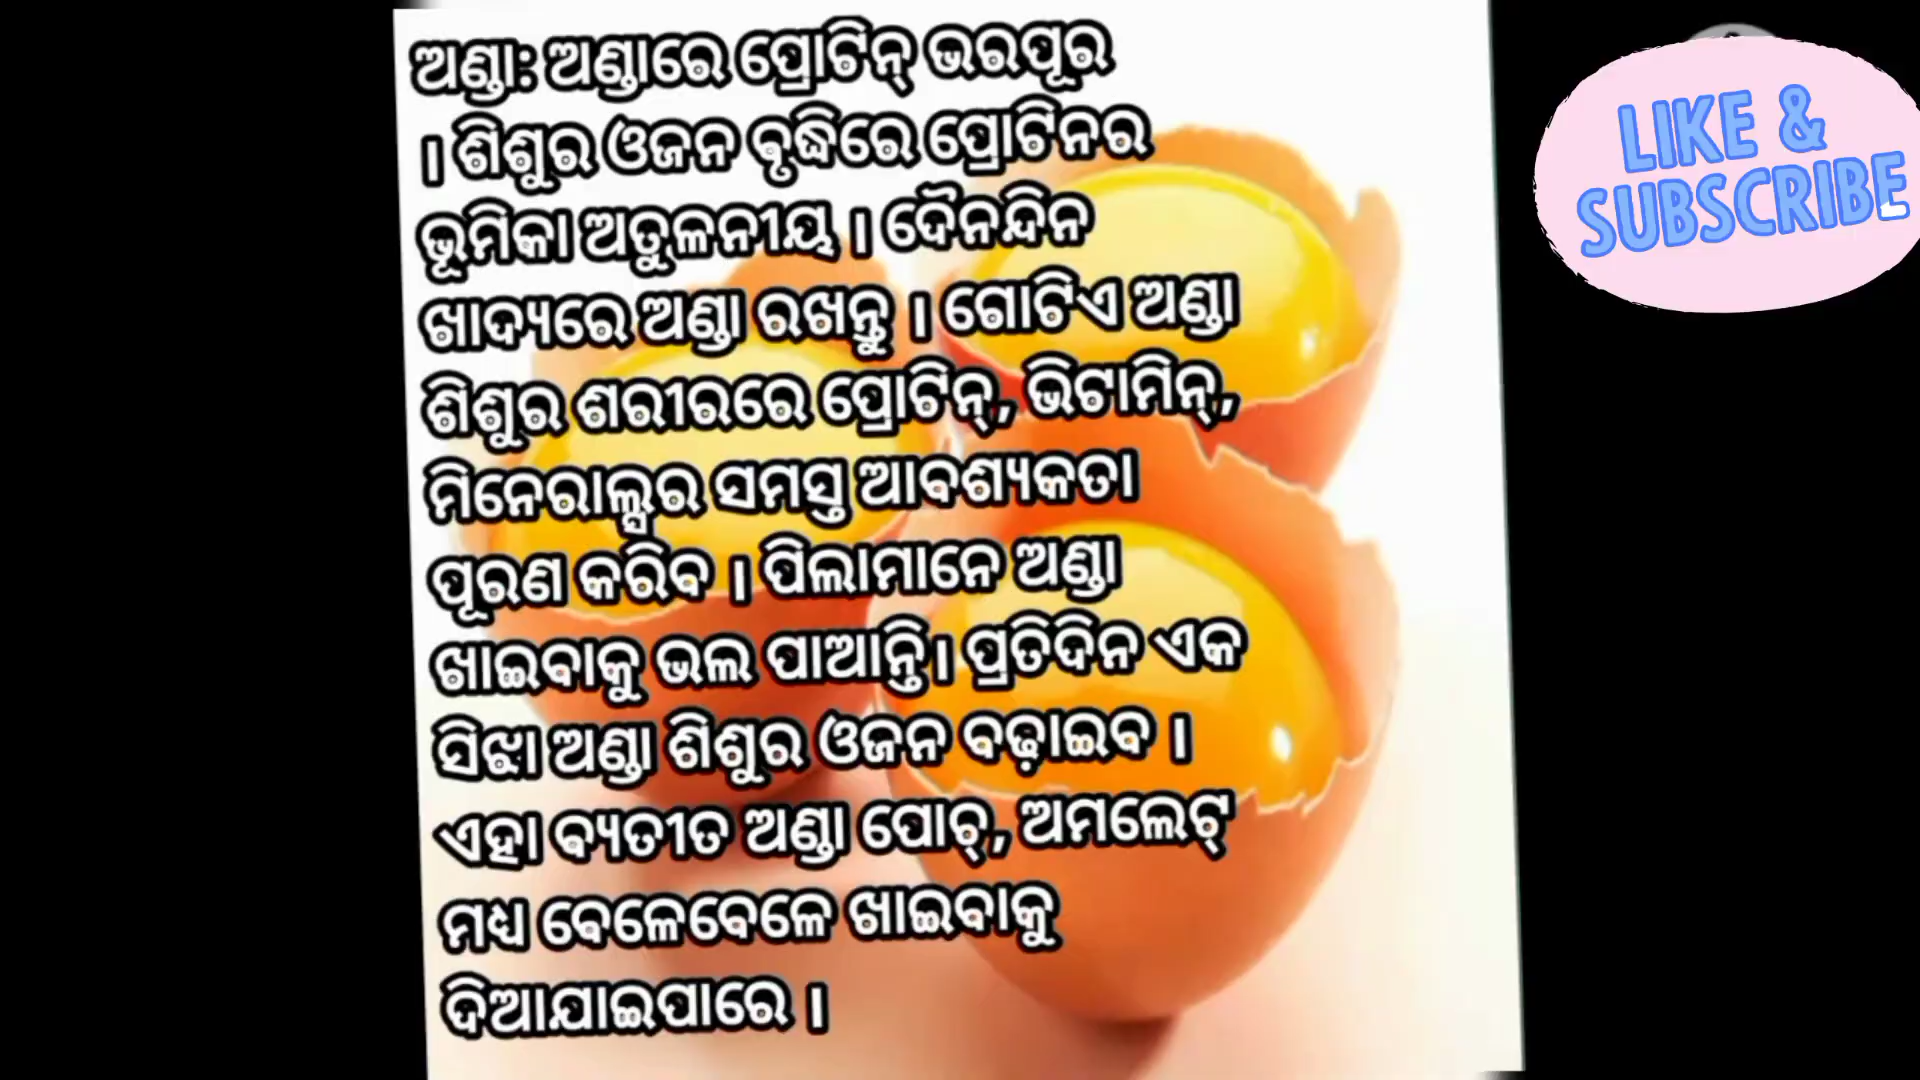 ଅଣ୍ଡା: ଅଣ୍ଡାରେ ପ୍ରୋଟିନ୍ ଭରପୂର
। ଶିଶୁର ଓଜନ ବୃଦ୍ଧିରେ ପ୍ରୋଟିନର
ଭୂମିକା ଅତୁଳନୀୟ । ଦୈନନ୍ଦିନ
ଖାଦ୍ୟରେ ଅଣ୍ଡା ରଖନ୍ତୁ । ଗୋଟିଏ ଅଣ୍ଡା
ଶିଶୁର ଶରୀରରେ ପ୍ରୋଟିନ୍, ଭିଟାମିନ୍,
ମିନେରାଲ୍ସର ସମସ୍ତ ଆବଶ୍ୟକତା
ପୂରଣ କରିବ । ପିଲାମାନେ ଅଣ୍ଡା
ଖାଇବାକୁ ଭଲ ପାଆନ୍ତି। ପ୍ରତିଦିନ ଏକ
ସିଝା ଅଣ୍ଡା ଶିଶୁର ଓଜନ ବଢ଼ାଇବ ।
ଏହା ବ୍ୟତୀତ ଅଣ୍ଡା ପୋଚ୍, ଅମଲେଟ୍
ମଧ୍ୟ ବେଳେବେଳେ ଖାଇବାକୁ
ଦିଆଯାଇପାରେ ।
LIKE &
SUBSCRIBE